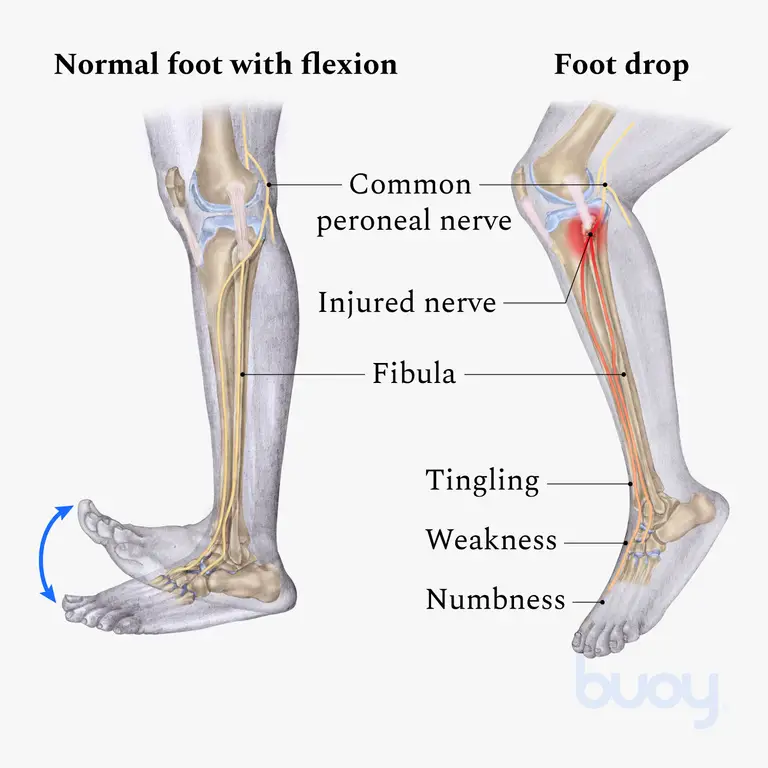 Normal foot with flexion
Foot drop
Common
peroneal nerve
Injured nerve
Fibula
Tingling
Weakness
Numbness
buoy